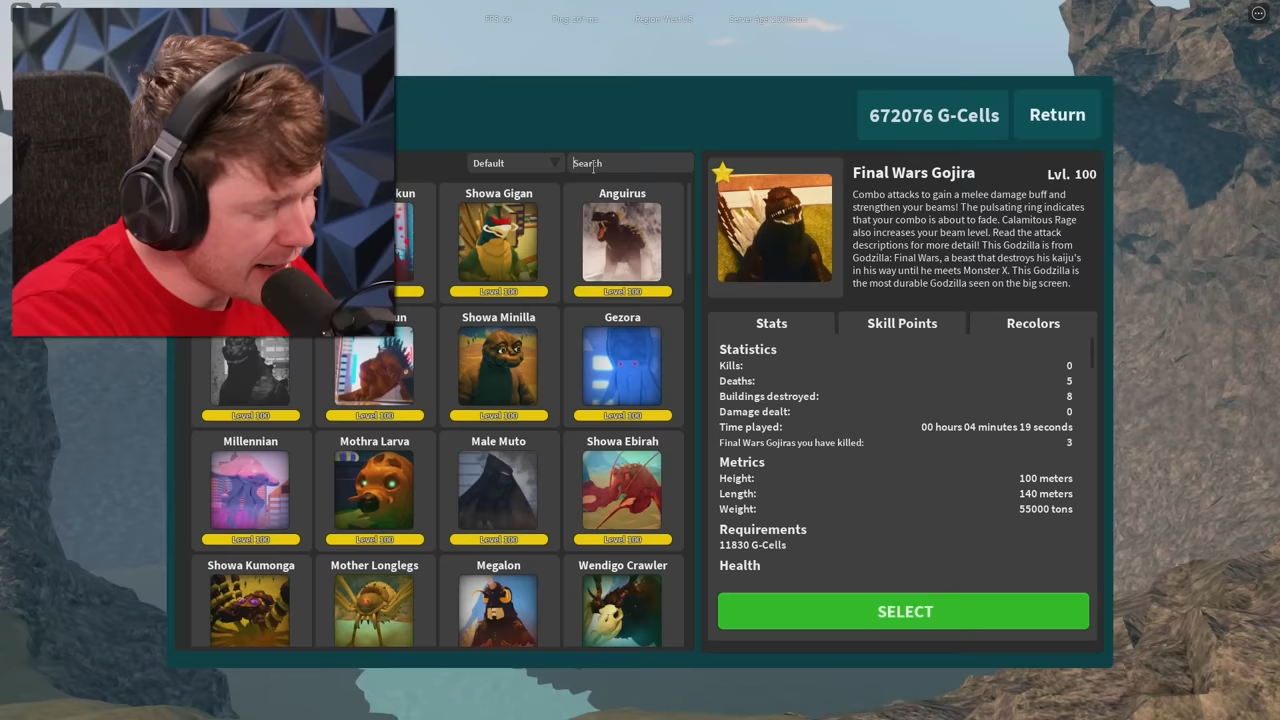 FPS: 60
Region: West US
672076 G-Cells
Return
Default
Search
kun
Showa Gigan
Anguirus
Level 100
Level 100
un
Showa Minilla
Gezora
Level 100
Level 100
Level 100
Level 100
Millennian
Mothra Larva
Male Muto
Showa Ebirah
Level 100
Level 100
Level 100
Level 100
Showa Kumonga
Mother Longlegs
Megalon
Wendigo Crawler
Final Wars Gojira
Lvl. 100
Combo attacks to gain a melee damage buff and
strengthen your beams! The pulsating ring indicates
that your combo is about to fade. Calamitous Rage
also increases your beam level. Read the attack
descriptions for more detail! This Godzilla is from
Godzilla: Final Wars, a beast that destroys his kaiju's
in his way until he meets Monster X. This Godzilla is
the most durable Godzilla seen on the big screen.
Stats
Skill Points
Recolors
Statistics
Kills: 0
Deaths: 5
Buildings destroyed: 8
Damage dealt: 0
Time played: 00 hours 04 minutes 19 seconds
Final Wars Gojiras you have killed: 3
Metrics
Height: 100 meters
Length: 140 meters
Weight: 55000 tons
Requirements
11830 G-Cells
Health
SELECT